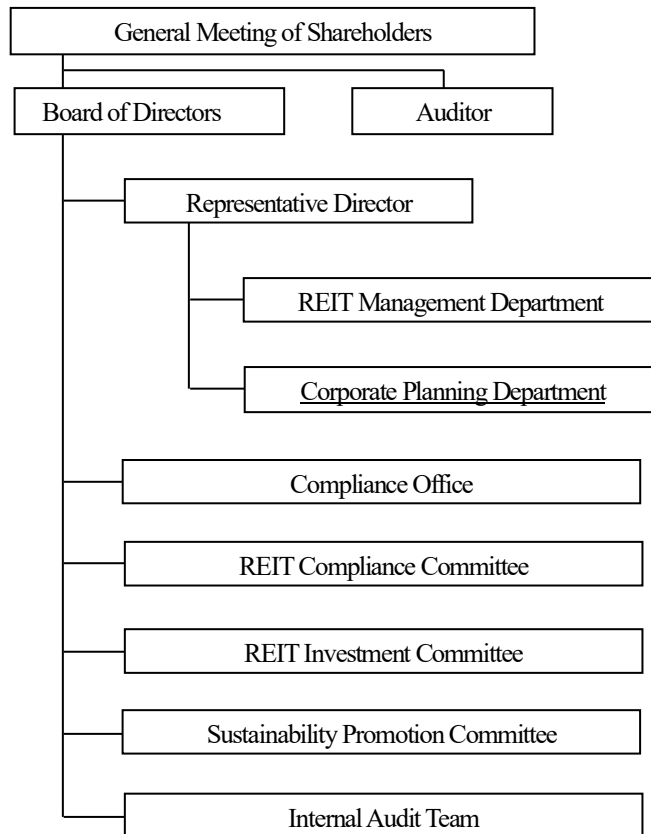 General Meeting of Shareholders
Board of Directors
Auditor
Representative Director
REIT Management Department
Corporate Planning Department
Compliance Office
REIT Compliance Committee
REIT Investment Committee
Sustainability Promotion Committee
Internal Audit Team